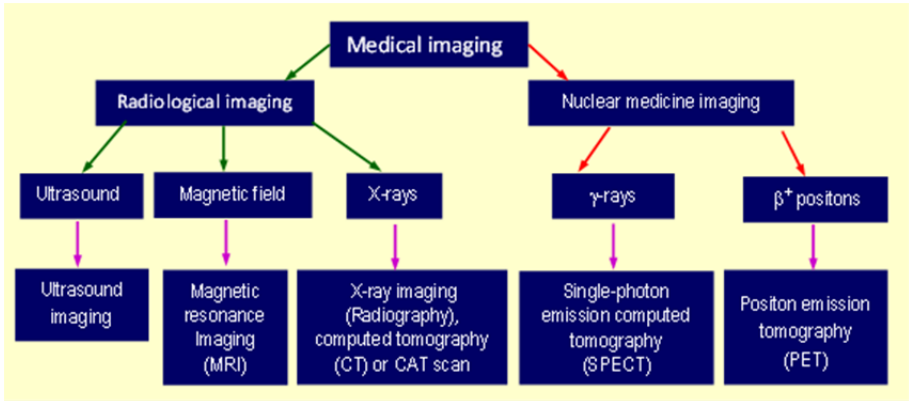 Medical imaging
Radiological imaging
Nuclear medicine imaging
Ultrasound
Magnetic field
X-rays
γ-rays
β⁺ positons
Ultrasound
imaging
Magnetic
resonance
Imaging
(MRI)
X-ray imaging
(Radiography),
computed tomography
(CT) or CAT scan
Single-photon
emission computed
tomography
(SPECT)
Positon emission
tomography
(PET)